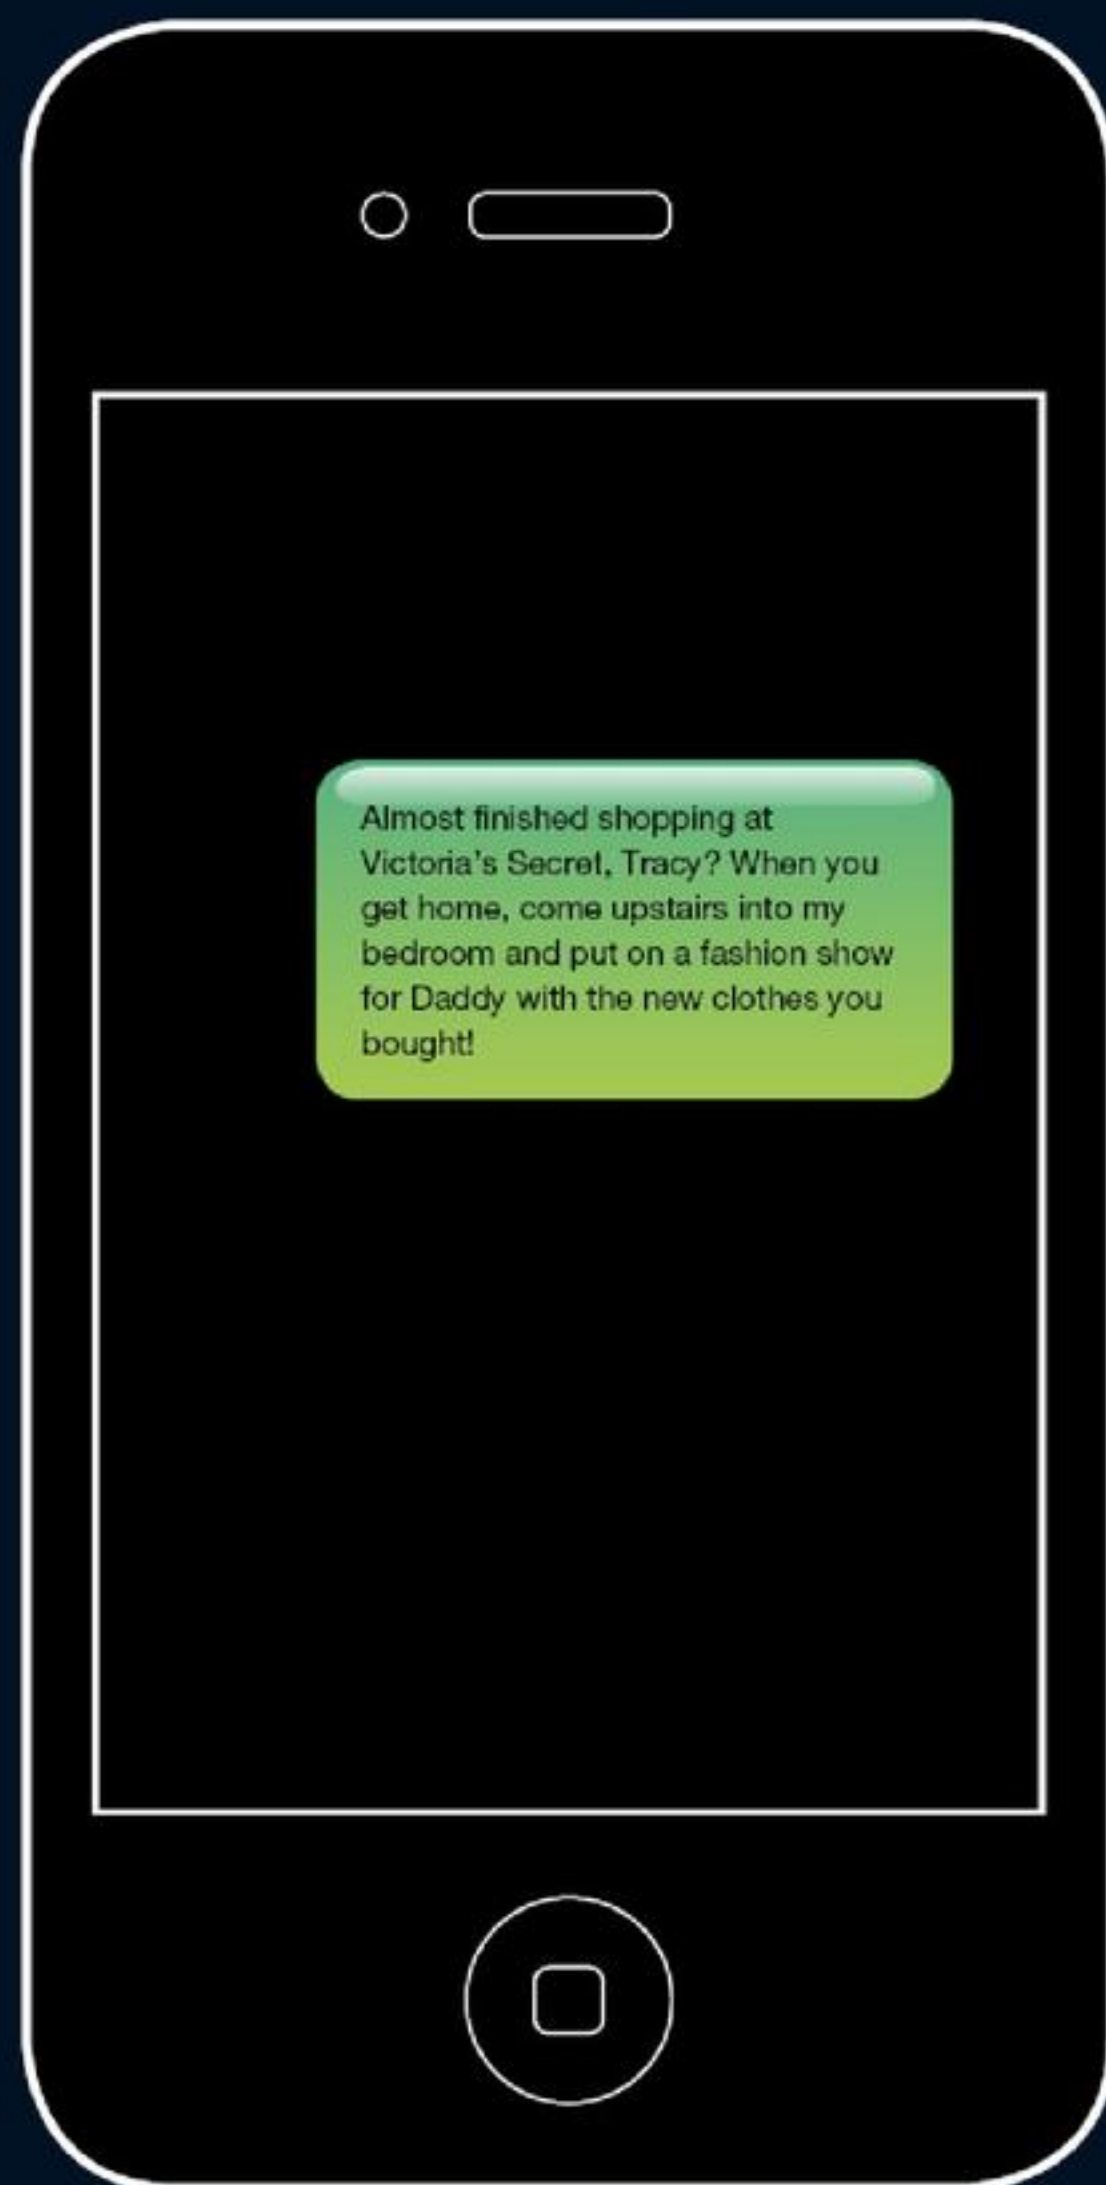 Almost finished shopping at
Victoria's Secret, Tracy? When you
get home, come upstairs into my
bedroom and put on a fashion show
for Daddy with the new clothes you
bought!